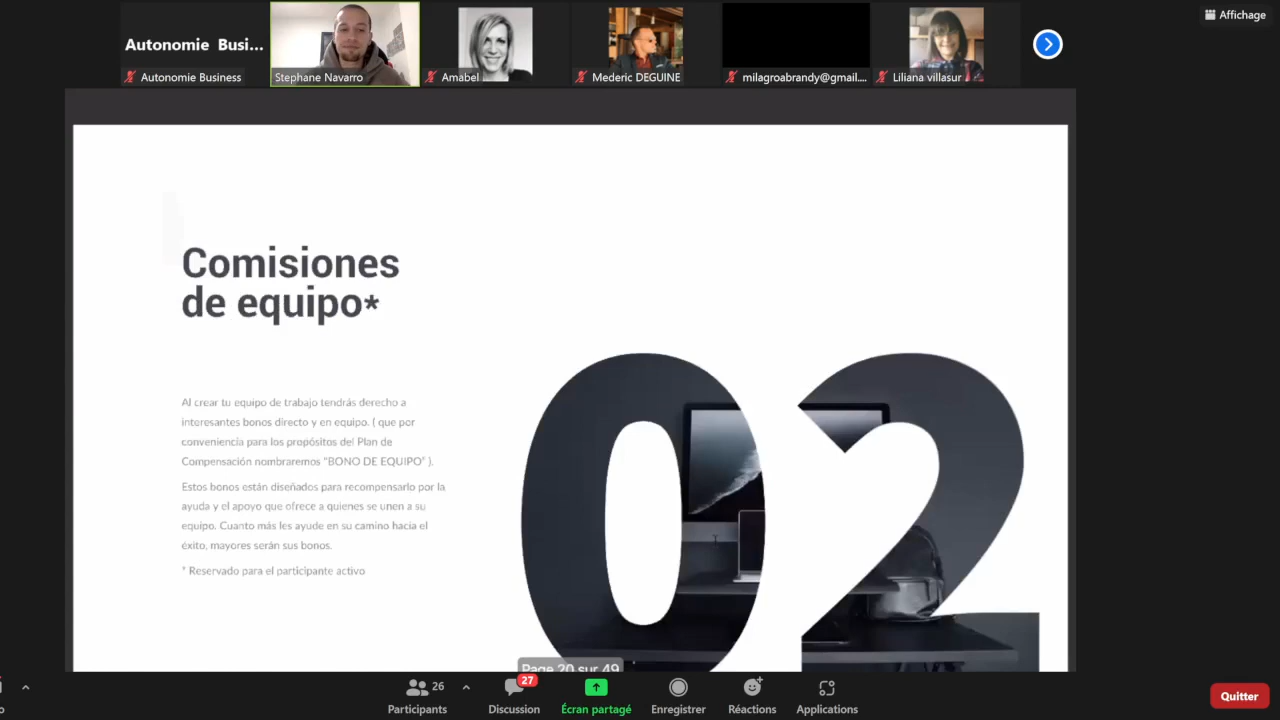 Affichage
Autonomie Busi...
Autonomie Business
Stephane Navarro
Amabel
Mederic DEGUINE
milagroabrandy@gmail....
Liliana villasur
Comisiones
de equipo*
Al crear tu equipo de trabajo tendrás derecho a
interesantes bonos directo y en equipo. ( que por
conveniencia para los propósitos del Plan de
Compensación nombraremos "BONO DE EQUIPO" ).
Estos bonos están diseñados para recompensarlo por la
ayuda y el apoyo que ofrece a quienes se unen a su
equipo. Cuanto más les ayude en su camino hacia el
éxito, mayores serán sus bonos.
* Reservado para el participante activo
02
Page 20 sur 49
26
27
Participants
Discussion
Écran partagé
Enregistrer
Réactions
Applications
Quitter